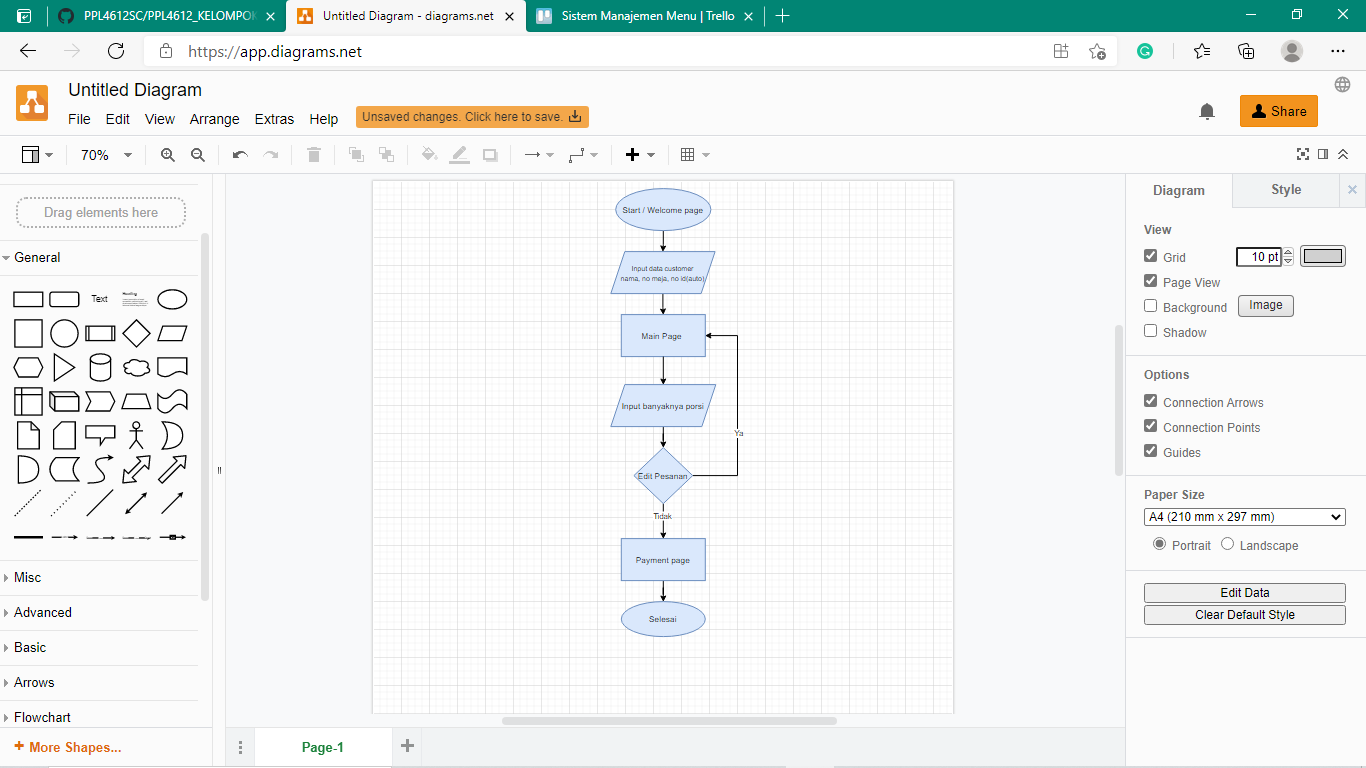 PPL4612SC/PPL4612_KELOMPOK
Untitled Diagram - diagrams.net
Sistem Manajemen Menu | Trello
https://app.diagrams.net
Untitled Diagram
File Edit View Arrange Extras Help
Unsaved changes. Click here to save.
Share
70%
Drag elements here
General
Text
Heading
Misc
Advanced
Basic
Arrows
Flowchart
+ More Shapes...
Start / Welcome page
Input data customer
nama, no meja, no id(auto)
Main Page
Input banyaknya porsi
Ya
Edit Pesanan
Tidak
Payment page
Selesai
Page-1
Diagram Style
View
Grid 10 pt
Page View
Background Image
Shadow
Options
Connection Arrows
Connection Points
Guides
Paper Size
A4 (210 mm x 297 mm)
Portrait Landscape
Edit Data
Clear Default Style